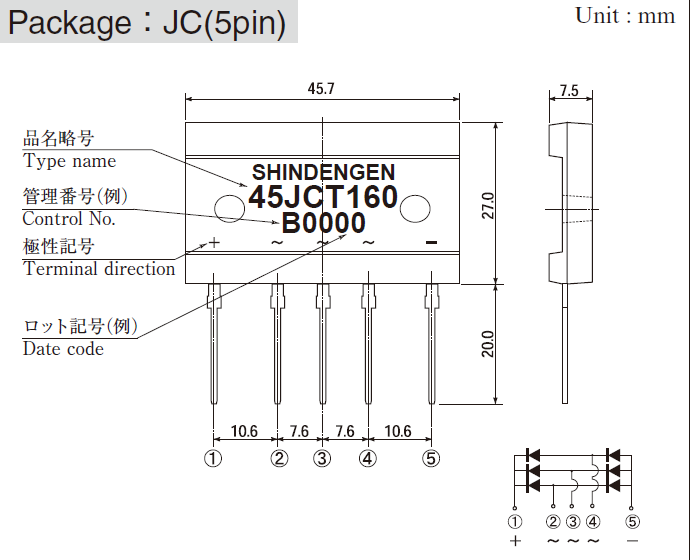 Package：JC(5pin)
Unit : mm
45.7
7.5
品名略号
Type name
SHINDENGEN
45JCT160
管理番号(例)
Control No.
B0000
27.0
極性記号
+ ~ ~ ~ −
Terminal direction
ロット記号(例)
Date code
20.0
10.6 7.6 7.6 10.6
① ② ③ ④ ⑤
① ② ③ ④ ⑤
+ ~ ~ ~ −